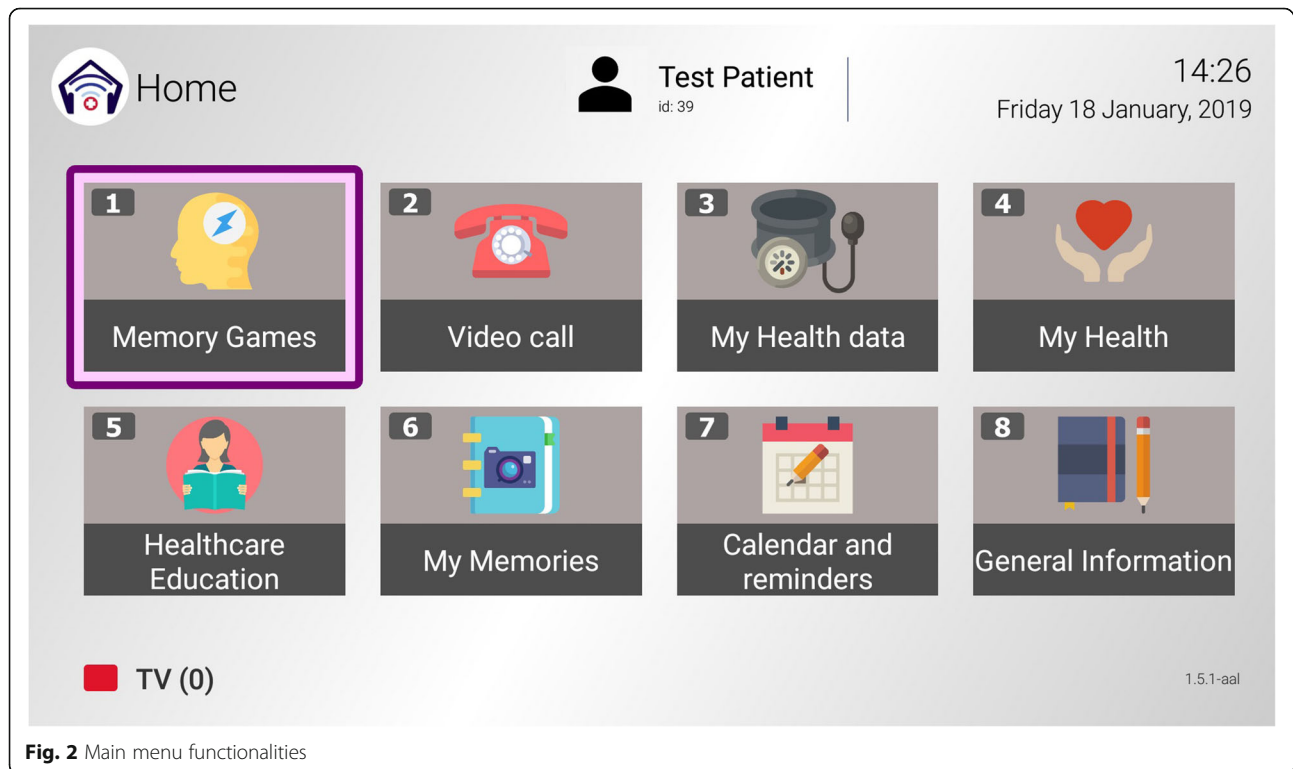 Home
Test Patient
id: 39
14:26
Friday 18 January, 2019
1
Memory Games
2
Video call
3
My Health data
4
My Health
5
Healthcare
Education
6
My Memories
7
Calendar and
reminders
8
General Information
TV (0)
1.5.1-aal
Fig. 2 Main menu functionalities